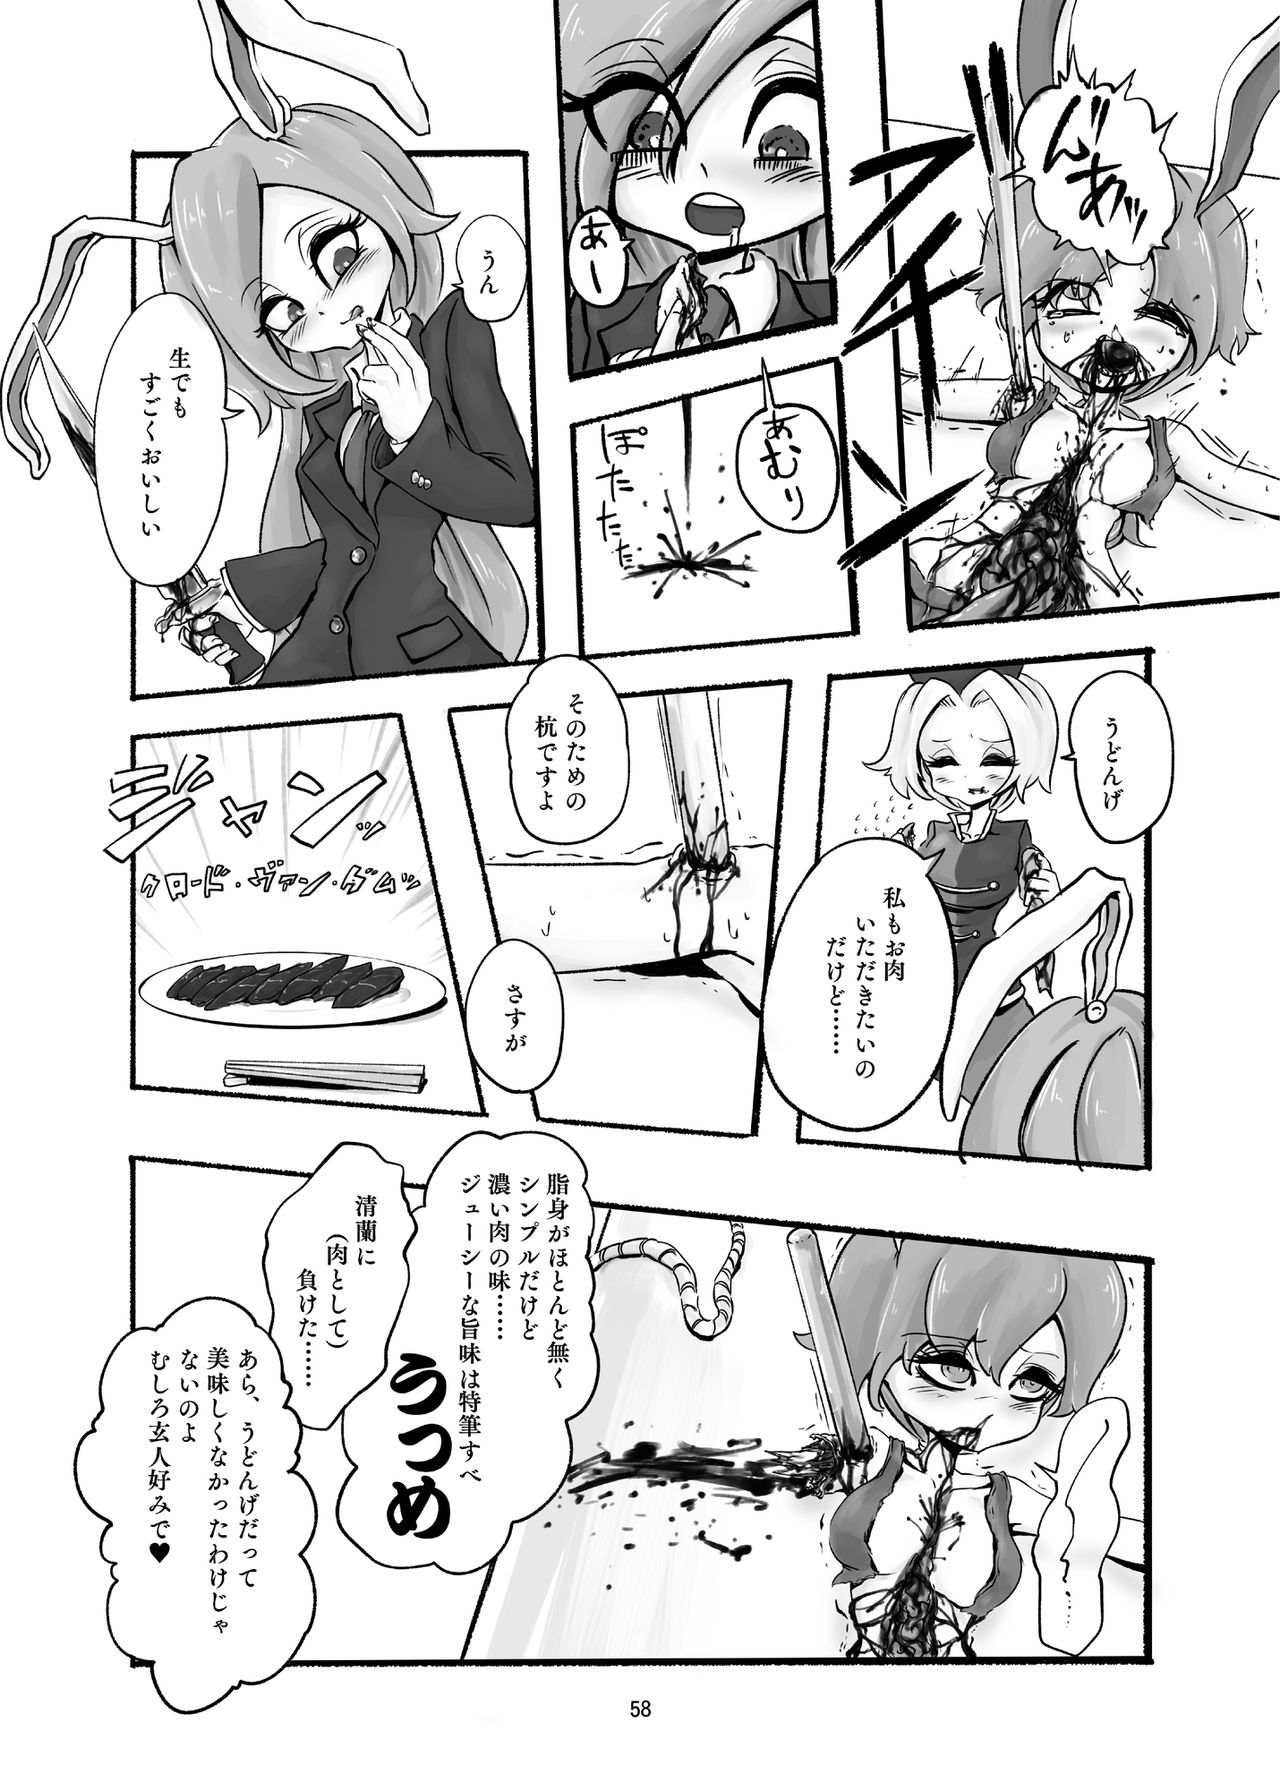 んあ゛ッ
ブチィッ
あー
あむり
ぽたたたた
うん
生でも
すごくおいしい
うどんげ
私もお肉
いただきたいの
だけど……
そのための
杭ですよ
さすが
ジャンッ
クロード・ヴァン・ダムッ
脂身がほとんど無く
シンプルだけど
濃い肉の味……
ジューシーな旨味は特筆すべ
うっめ
清蘭に
(肉として)
負けた……
あら、うどんげだって
美味しくなかったわけじゃ
ないのよ
むしろ玄人好みで♥
58